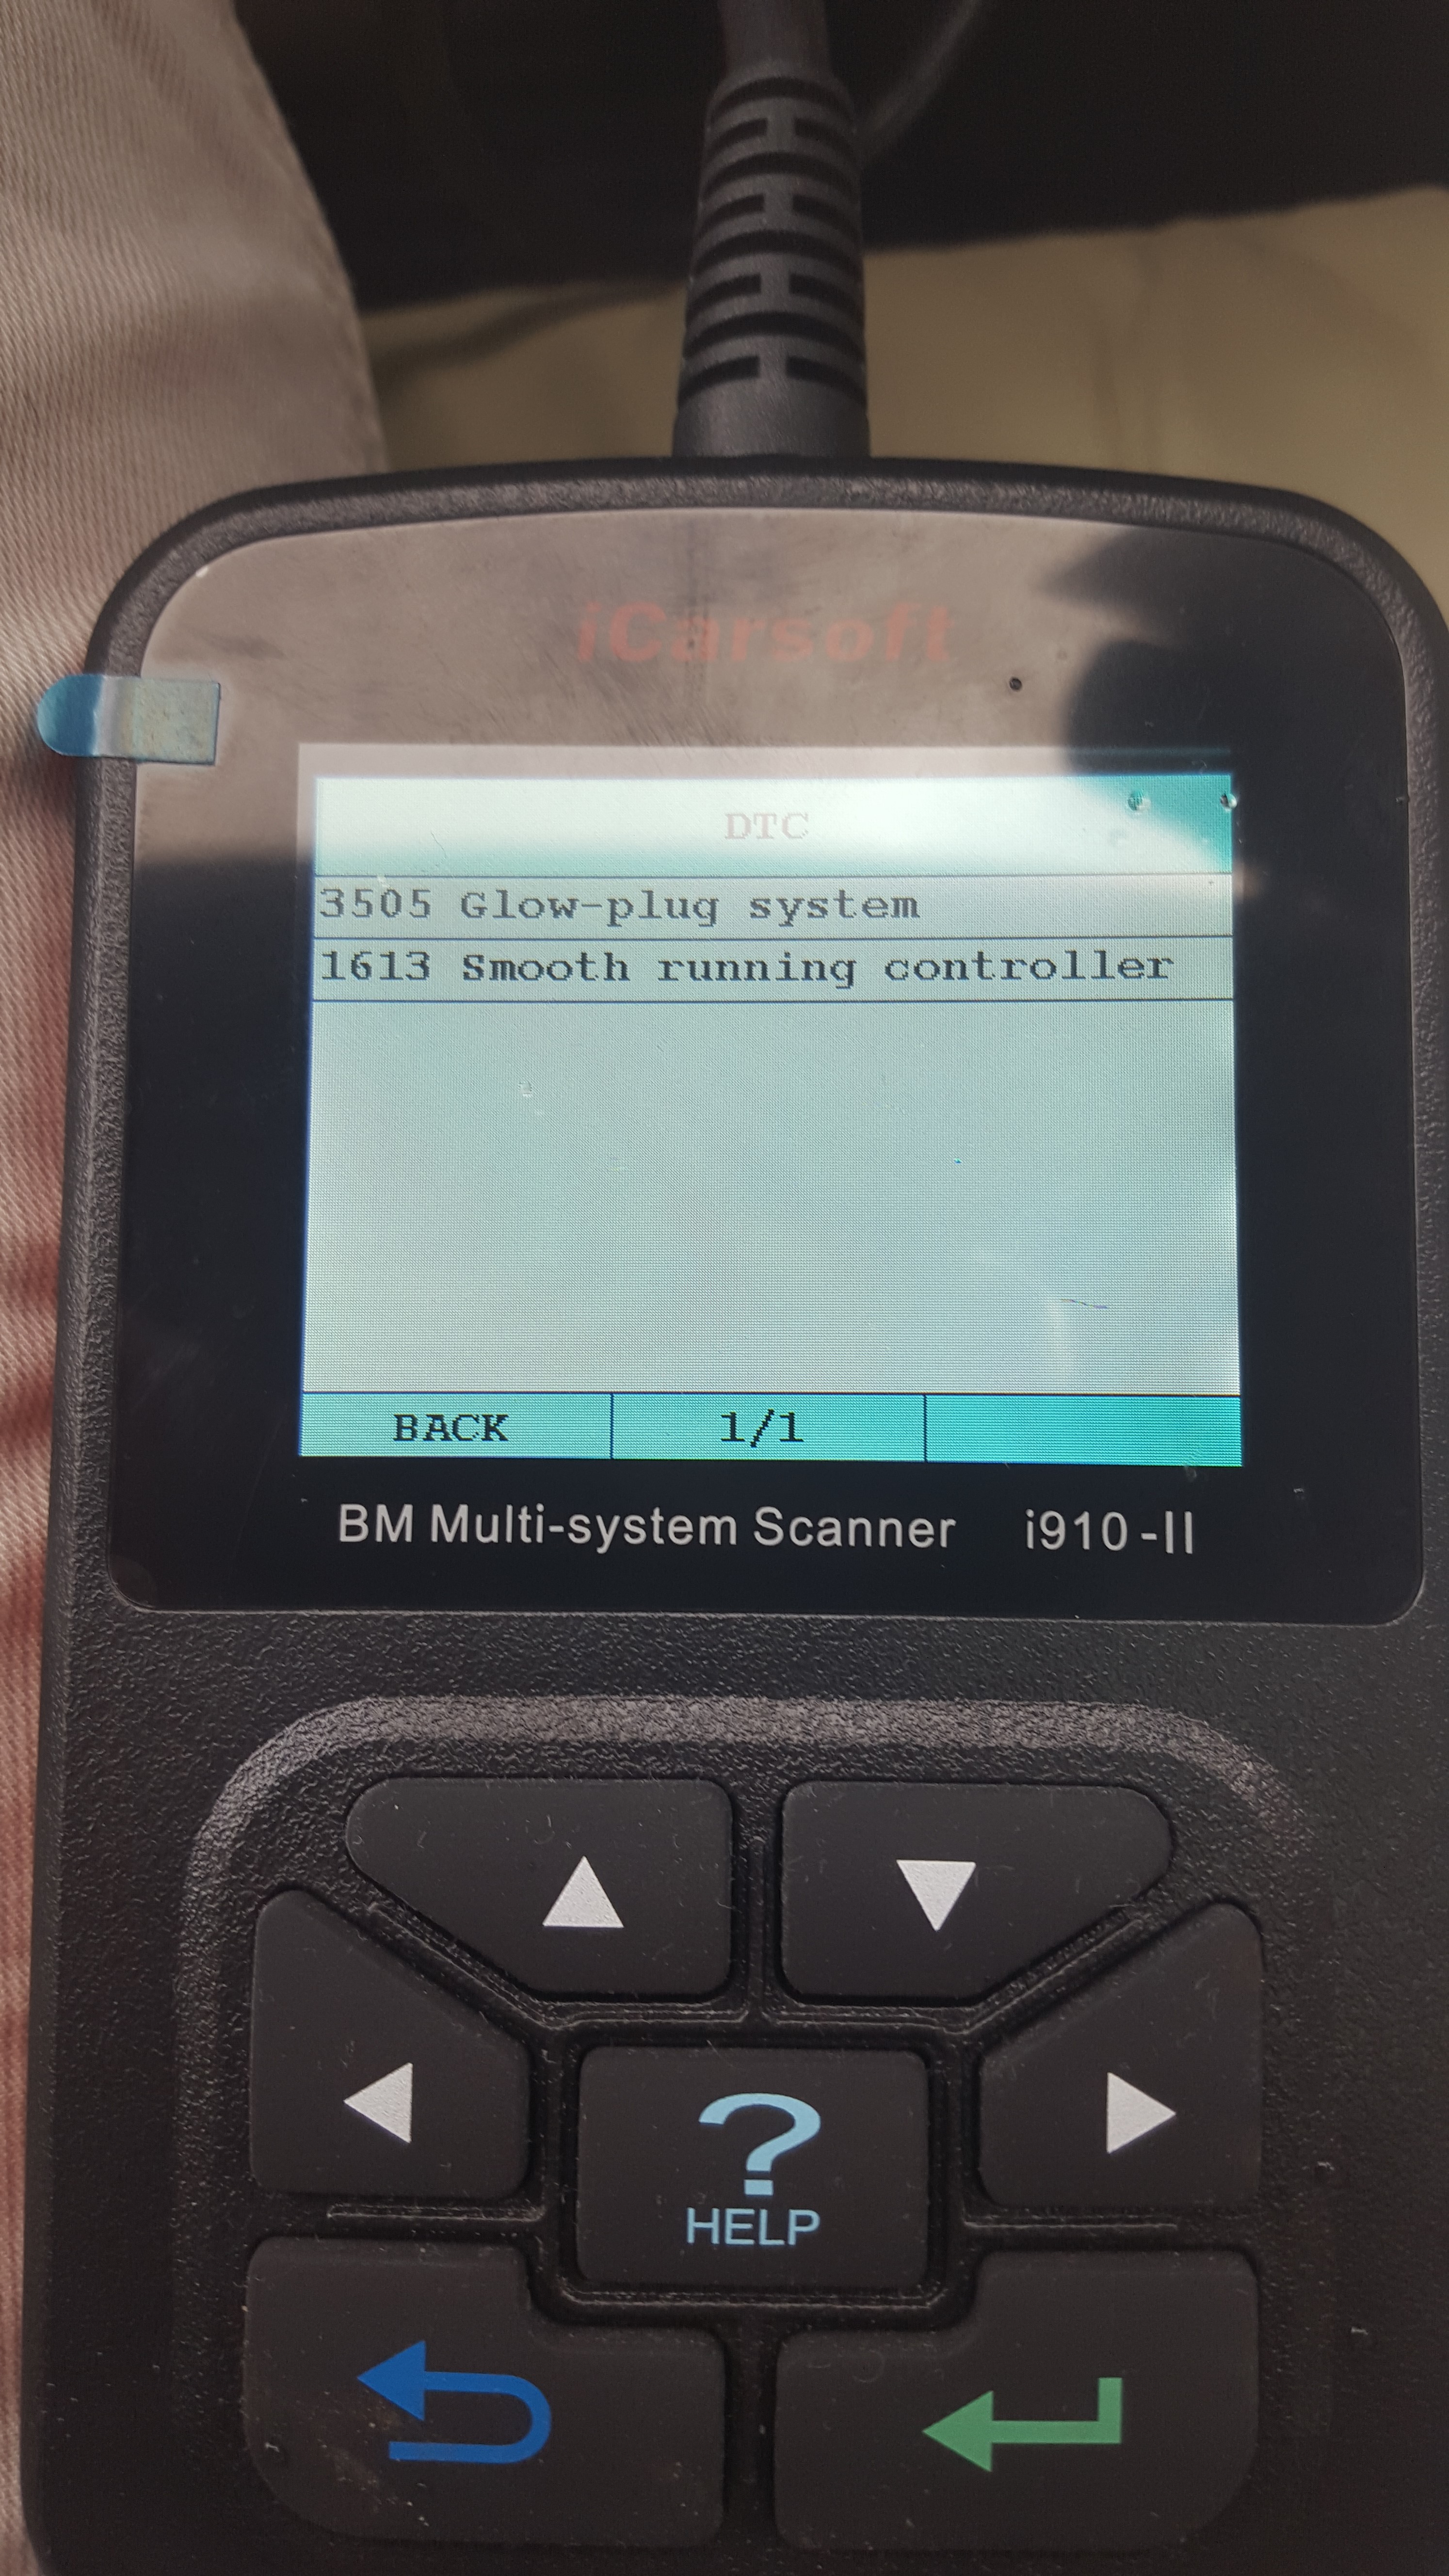 iCarsoft
DTC
3505 Glow-plug system
1613 Smooth running controller
BACK 1/1
BM Multi-system Scanner i910-II
?
HELP